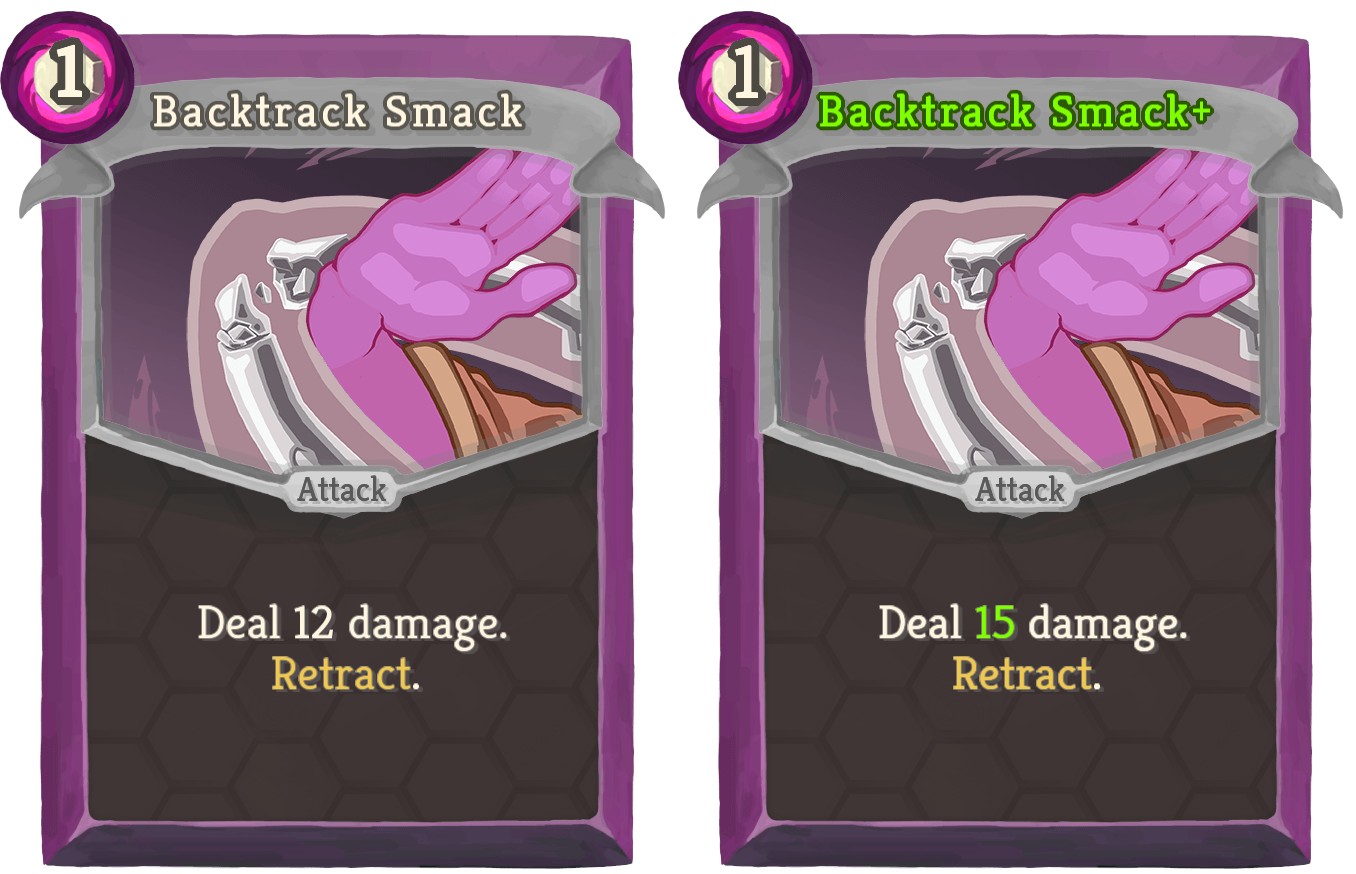 1
Backtrack Smack
Attack
Deal 12 damage.
Retract.
1
Backtrack Smack+
Attack
Deal 15 damage.
Retract.